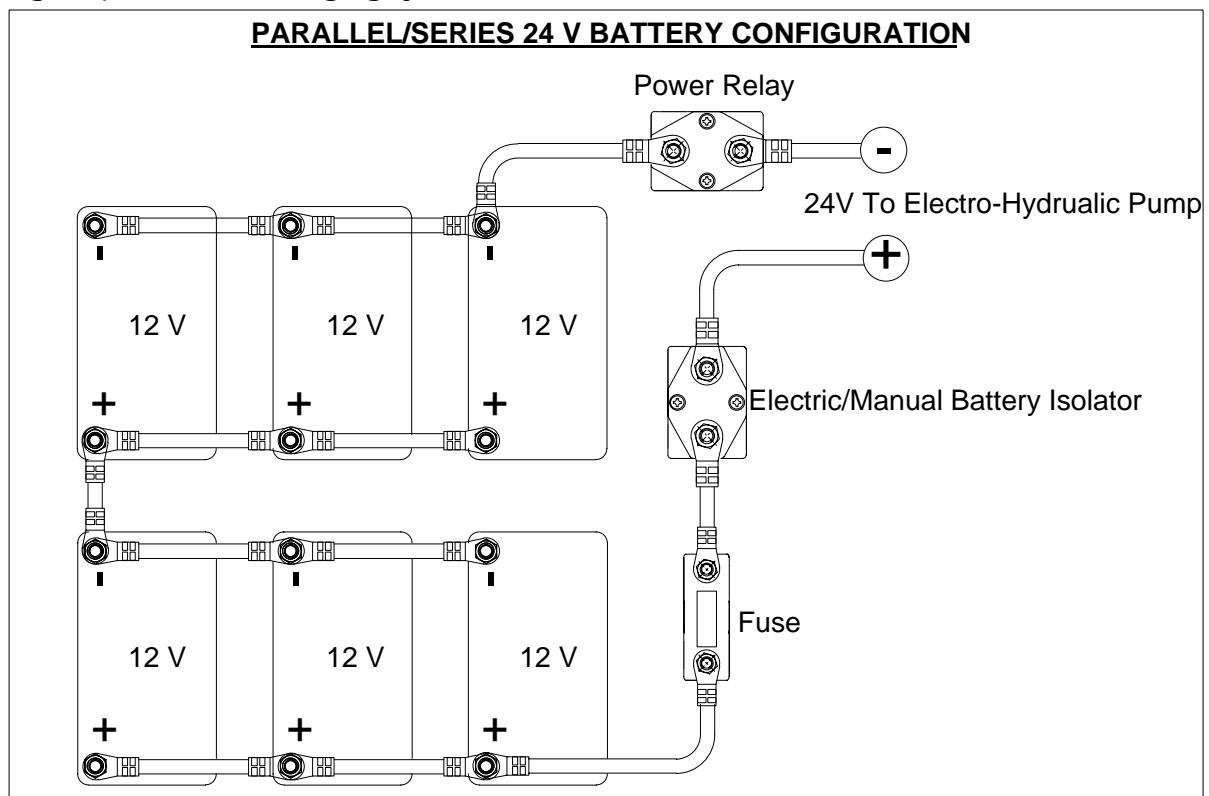 PARALLEL/SERIES 24 V BATTERY CONFIGURATION
Power Relay
-
24V To Electro-Hydrualic Pump
+
- - -
12 V 12 V 12 V
Electric/Manual Battery Isolator
+ + +
- - -
Fuse
12 V 12 V 12 V
+ + +